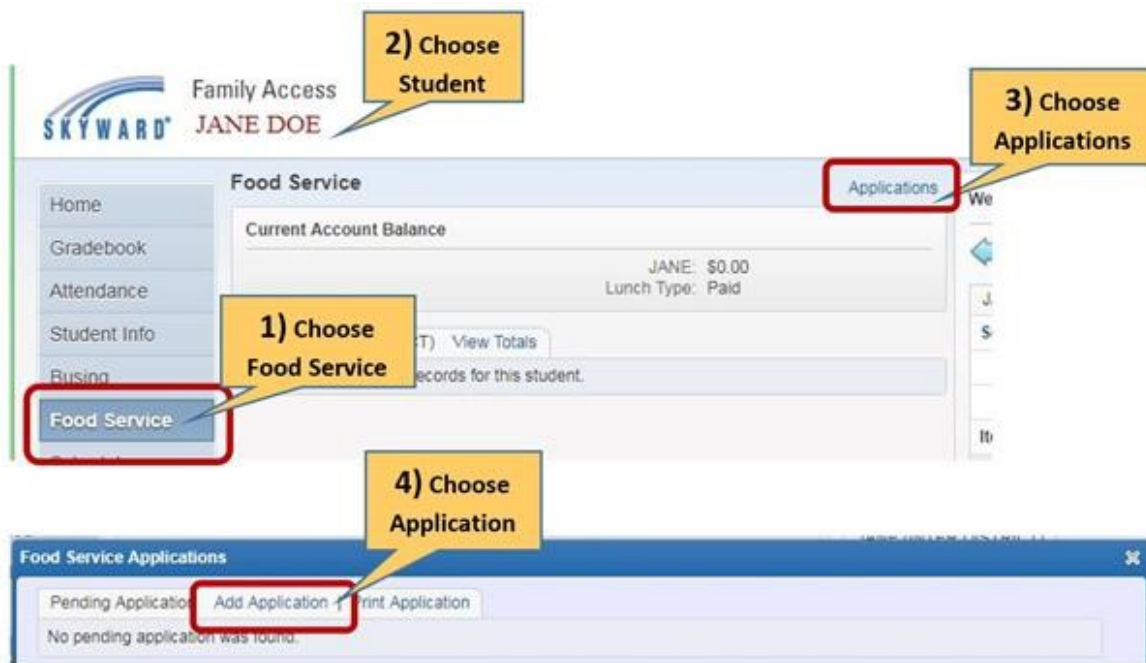 2) Choose
Student
Family Access
SKYWARD®
JANE DOE
3) Choose
Applications
Food Service
Applications
We
Home
Current Account Balance
Gradebook
JANE: $0.00
Attendance
Lunch Type: Paid
Student Info
1) Choose
Food Service
View Totals
Busing
records for this student.
Food Service
4) Choose
Application
Food Service Applications
Pending Application
Add Application
Print Application
No pending application was found.